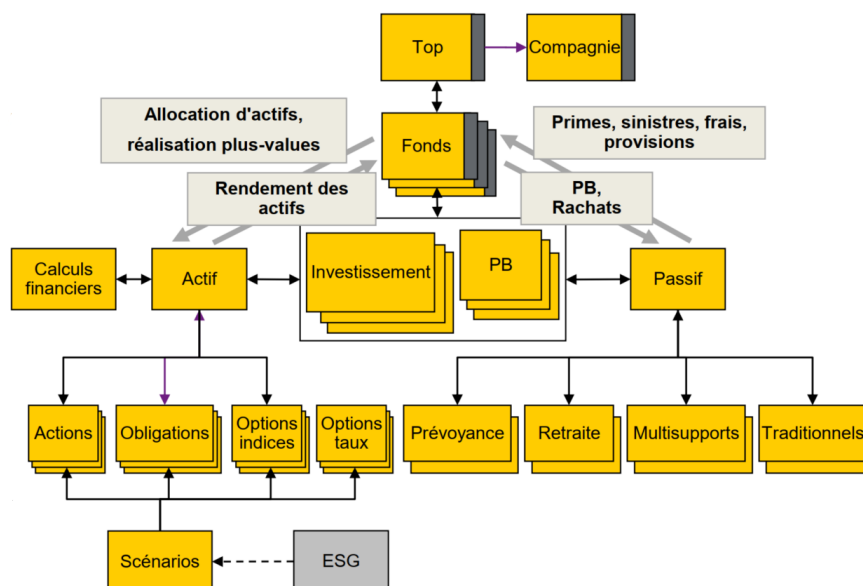 Top
Compagnie
Allocation d'actifs,
réalisation plus-values
Fonds
Primes, sinistres, frais,
provisions
Rendement des
actifs
PB,
Rachats
Calculs
financiers
Actif
Investissement
PB
Passif
Actions
Obligations
Options
indices
Options
taux
Prévoyance
Retraite
Multisupports
Traditionnels
Scénarios
ESG